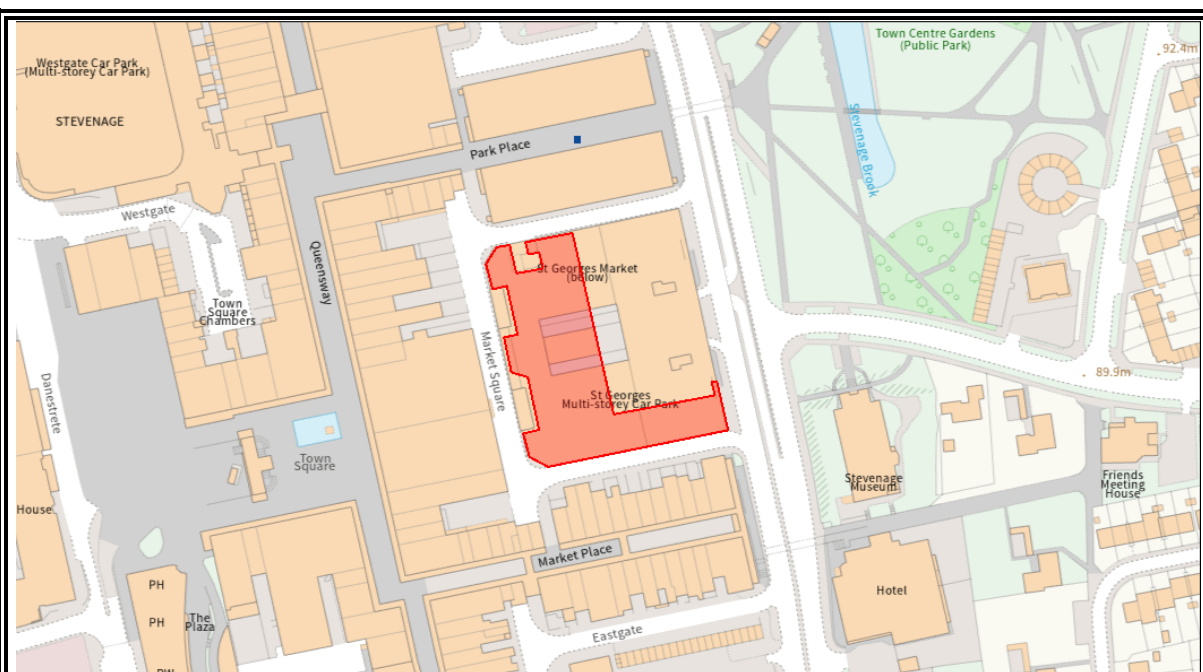 Town Centre Gardens
(Public Park)
92.4m
Westgate Car Park
(Multi-storey Car Park)
STEVENAGE
Stevenage Brook
Park Place
Westgate
Queensway
St Georges Market
(below)
Town
Square
Chambers
Market Square
Danestrete
89.9m
St Georges
Multi-storey Car Park
Town
Square
Stevenage
Museum
Friends
Meeting
House
House
Market Place
PH
Hotel
PH
The
Plaza
Eastgate
PW